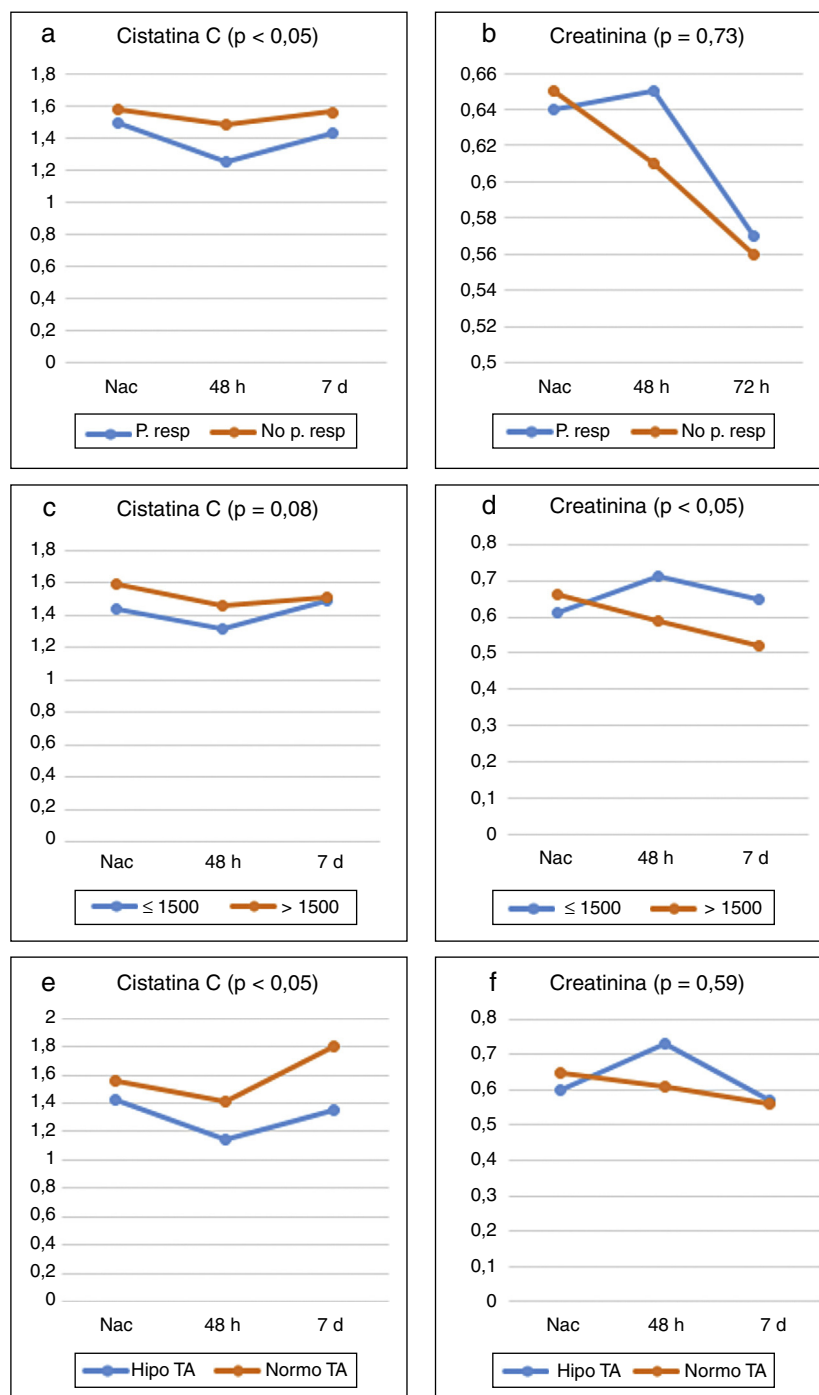 a
Cistatina C (p < 0,05)
1,8
1,6
1,4
1,2
1
0,8
0,6
0,4
0,2
0
Nac 48 h 7 d
P. resp No p. resp
b
Creatinina (p = 0,73)
0,66
0,64
0,62
0,6
0,58
0,56
0,54
0,52
0,5
Nac 48 h 72 h
P. resp No p. resp
c
Cistatina C (p = 0,08)
1,8
1,6
1,4
1,2
1
0,8
0,6
0,4
0,2
0
Nac 48 h 7 d
≤ 1500 > 1500
d
Creatinina (p < 0,05)
0,8
0,7
0,6
0,5
0,4
0,3
0,2
0,1
0
Nac 48 h 7 d
≤ 1500 > 1500
e
Cistatina C (p < 0,05)
2
1,8
1,6
1,4
1,2
1
0,8
0,6
0,4
0,2
0
Nac 48 h 7 d
Hipo TA Normo TA
f
Creatinina (p = 0,59)
0,8
0,7
0,6
0,5
0,4
0,3
0,2
0,1
0
Nac 48 h 7 d
Hipo TA Normo TA